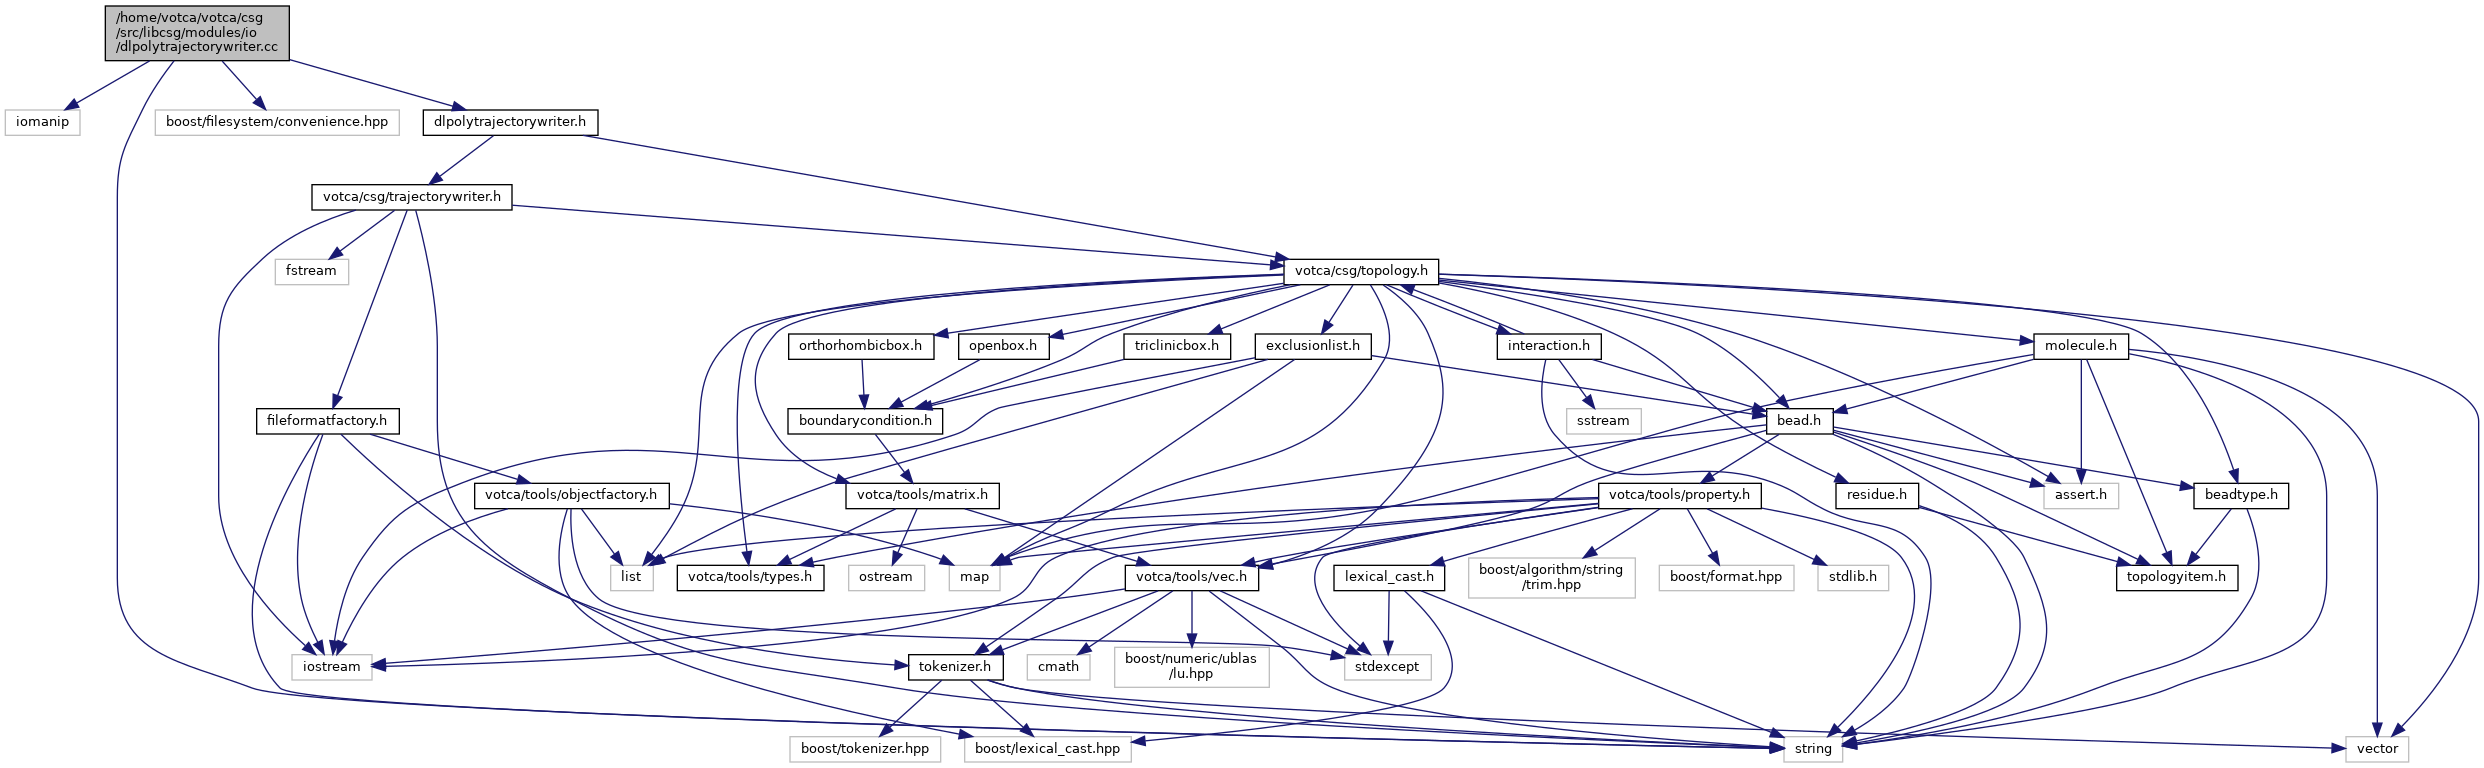 /home/votca/votca/csg
/src/libcsg/modules/io
/dlpolytrajectorywriter.cc
iomanip
boost/filesystem/convenience.hpp
dlpolytrajectorywriter.h
votca/csg/trajectorywriter.h
fstream
votca/csg/topology.h
orthorhombicbox.h
openbox.h
triclinicbox.h
exclusionlist.h
interaction.h
molecule.h
fileformatfactory.h
boundarycondition.h
sstream
bead.h
votca/tools/objectfactory.h
votca/tools/matrix.h
votca/tools/property.h
residue.h
assert.h
beadtype.h
list
votca/tools/types.h
ostream
map
votca/tools/vec.h
lexical_cast.h
boost/algorithm/string
/trim.hpp
boost/format.hpp
stdlib.h
topologyitem.h
iostream
tokenizer.h
cmath
boost/numeric/ublas
/lu.hpp
stdexcept
boost/tokenizer.hpp
boost/lexical_cast.hpp
string
vector